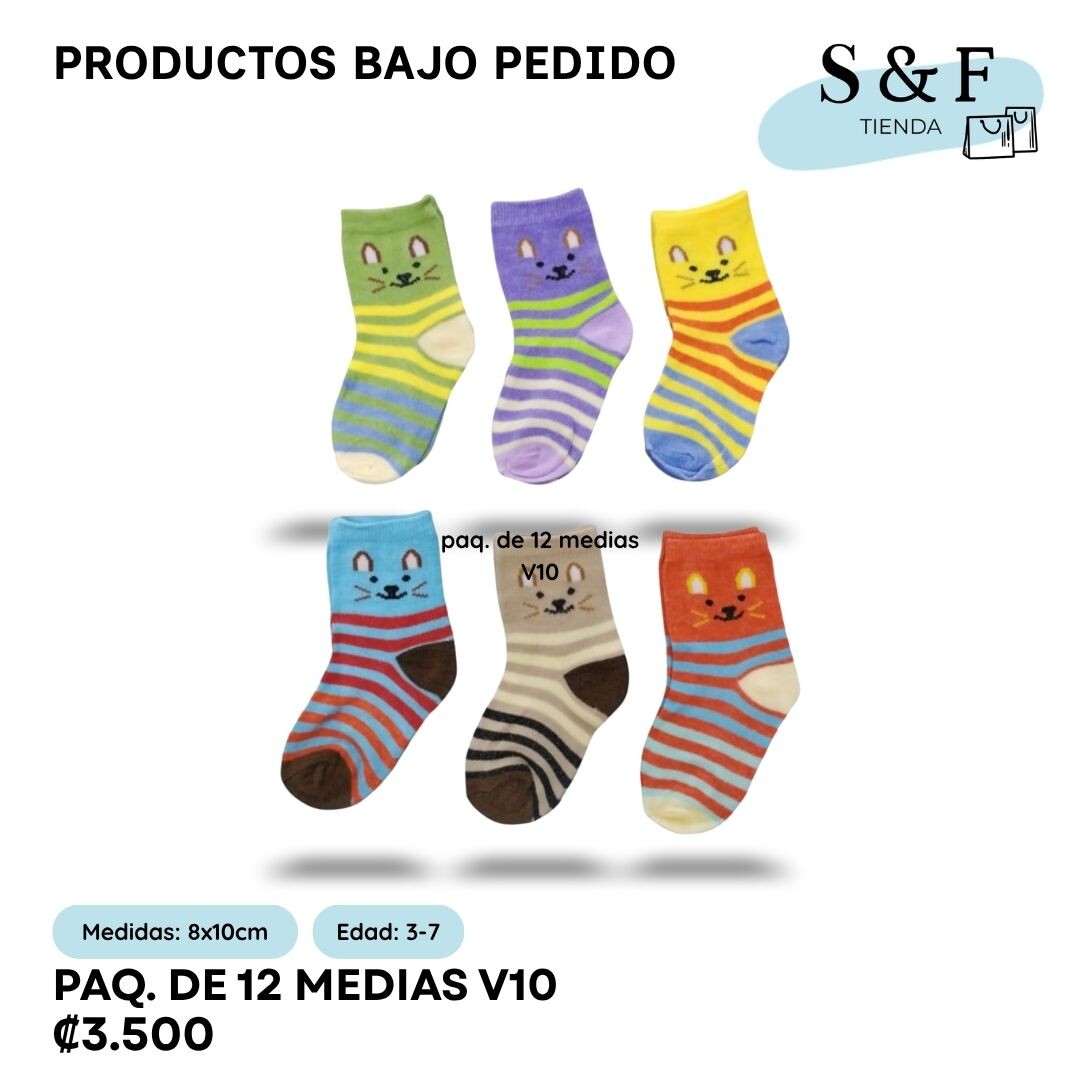 PRODUCTOS BAJO PEDIDO
S & F
TIENDA
paq. de 12 medias
V10
Medidas: 8x10cm
Edad: 3-7
PAQ. DE 12 MEDIAS V10
₡3.500